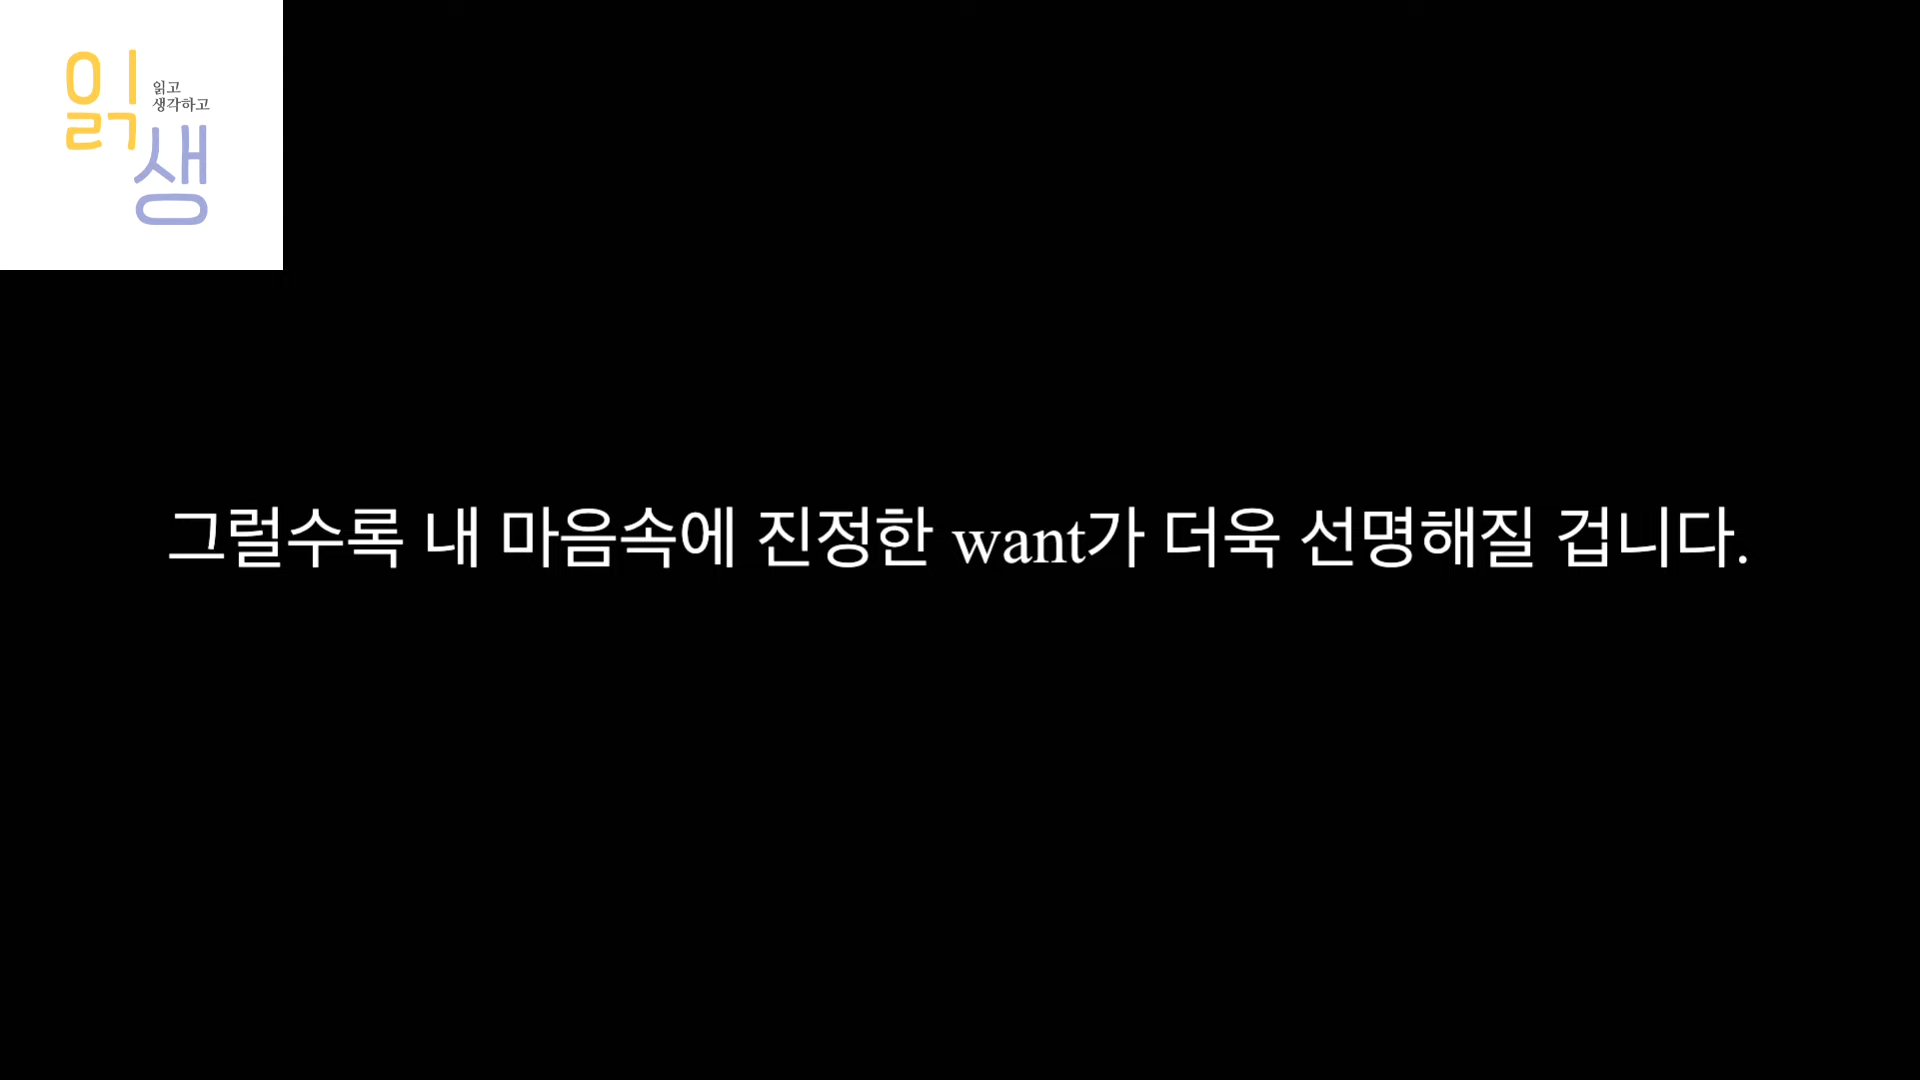 읽
읽고
생각하고
생
그럴수록 내 마음속에 진정한 want가 더욱 선명해질 겁니다.